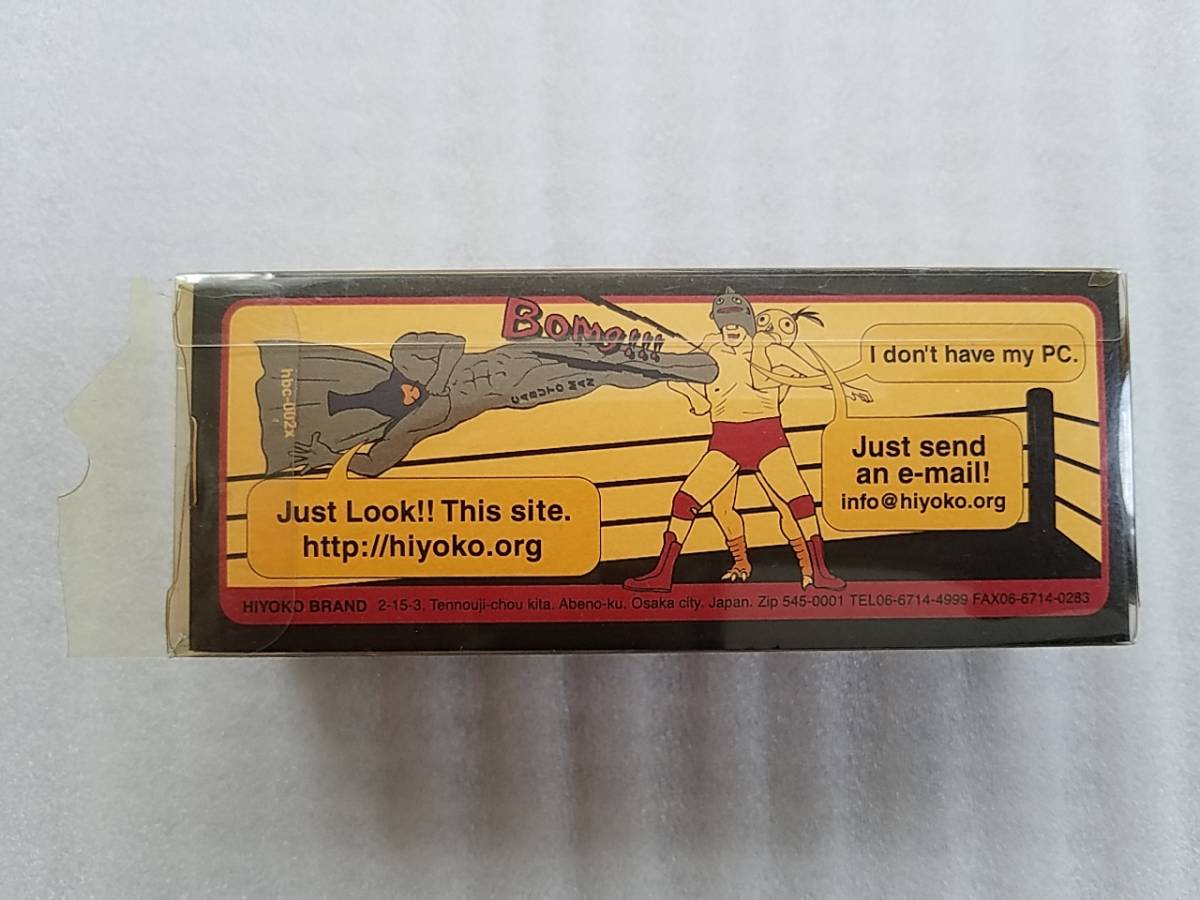 Bomg!!!
CABUTO MAN
I don't have my PC.
hbc-002x
Just send
an e-mail!
info@hiyoko.org
Just Look!! This site.
http://hiyoko.org
HIYOKO BRAND 2-15-3. Tennouji-chou kita. Abeno-ku. Osaka city. Japan. Zip 545-0001 TEL06-6714-4999 FAX06-6714-0283